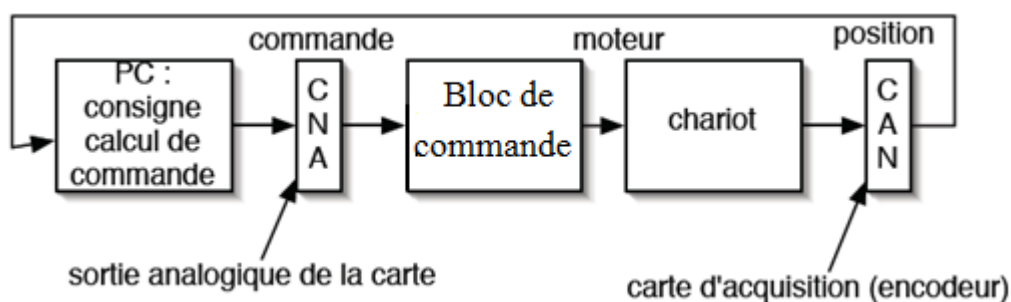 commande
moteur
position
PC :
consigne
calcul de
commande
C
N
A
Bloc de
commande
chariot
C
A
N
sortie analogique de la carte
carte d'acquisition (encodeur)